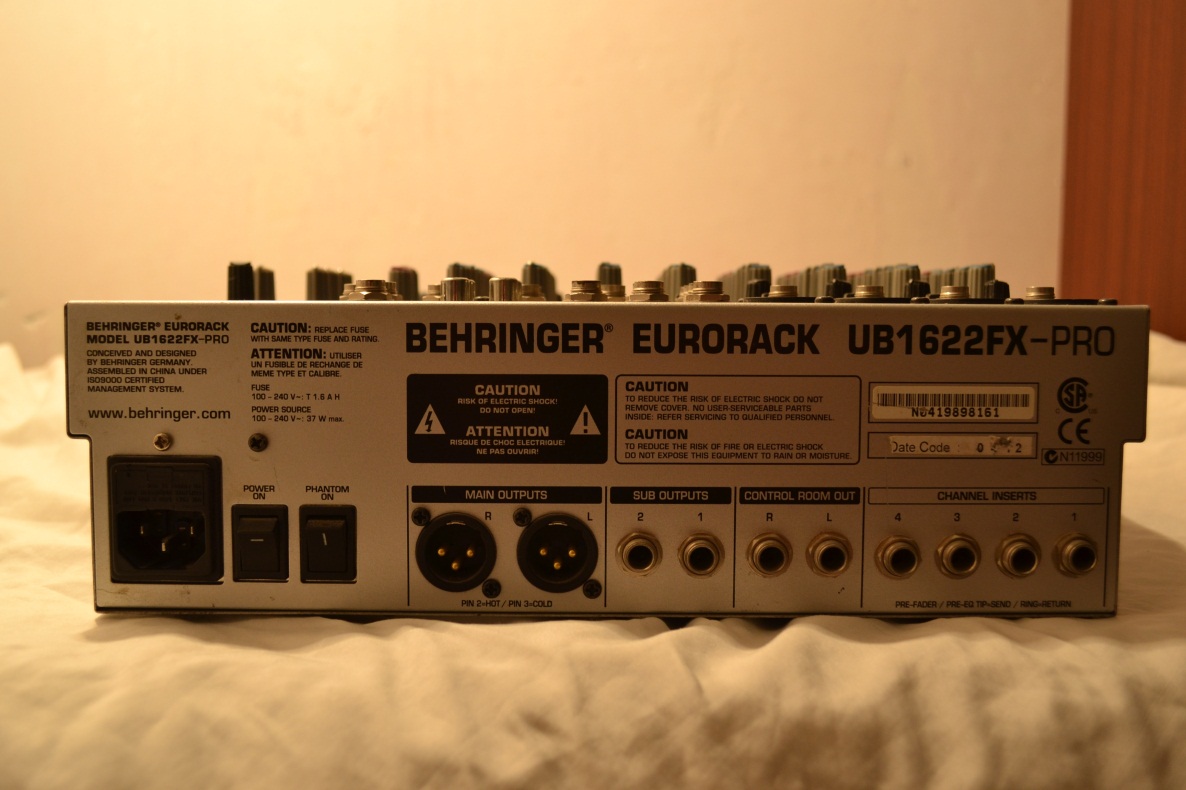 BEHRINGER® EURORACK
MODEL UB1622FX-PRO
CONCEIVED AND DESIGNED
BY BEHRINGER GERMANY.
ASSEMBLED IN CHINA UNDER
ISO9000 CERTIFIED
MANAGEMENT SYSTEM.
www.behringer.com
CAUTION: REPLACE FUSE
WITH SAME TYPE FUSE AND RATING.
ATTENTION: UTILISER
UN FUSIBLE DE RECHANGE DE
MEME TYPE ET CALIBRE.
FUSE
100 - 240 V~: T 1.6 A H
POWER SOURCE
100 - 240 V~: 37 W max.
BEHRINGER® EURORACK UB1622FX-PRO
CAUTION
RISK OF ELECTRIC SHOCK!
DO NOT OPEN!
ATTENTION
RISQUE DE CHOC ELECTRIQUE!
NE PAS OUVRIR!
CAUTION
TO REDUCE THE RISK OF ELECTRIC SHOCK DO NOT
REMOVE COVER. NO USER-SERVICEABLE PARTS
INSIDE: REFER SERVICING TO QUALIFIED PERSONNEL.
CAUTION
TO REDUCE THE RISK OF FIRE OR ELECTRIC SHOCK
DO NOT EXPOSE THIS EQUIPMENT TO RAIN OR MOISTURE.
N0419898161
Date Code
C US
CE
N11999
POWER
ON
PHANTOM
ON
MAIN OUTPUTS
R L
PIN 2=HOT / PIN 3=COLD
SUB OUTPUTS
2 1
CONTROL ROOM OUT
R L
CHANNEL INSERTS
4 3 2 1
PRE-FADER / PRE-EQ TIP=SEND / RING=RETURN